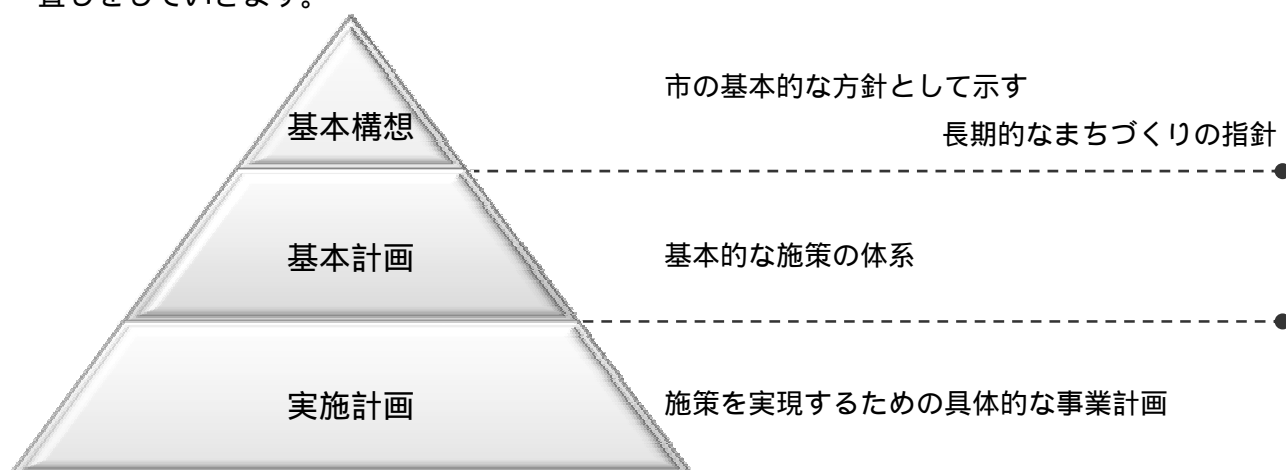 直しをしていきます。
市の基本的な方針として示す
長期的なまちづくりの指針
基本構想
基本計画
基本的な施策の体系
実施計画
施策を実現するための具体的な事業計画